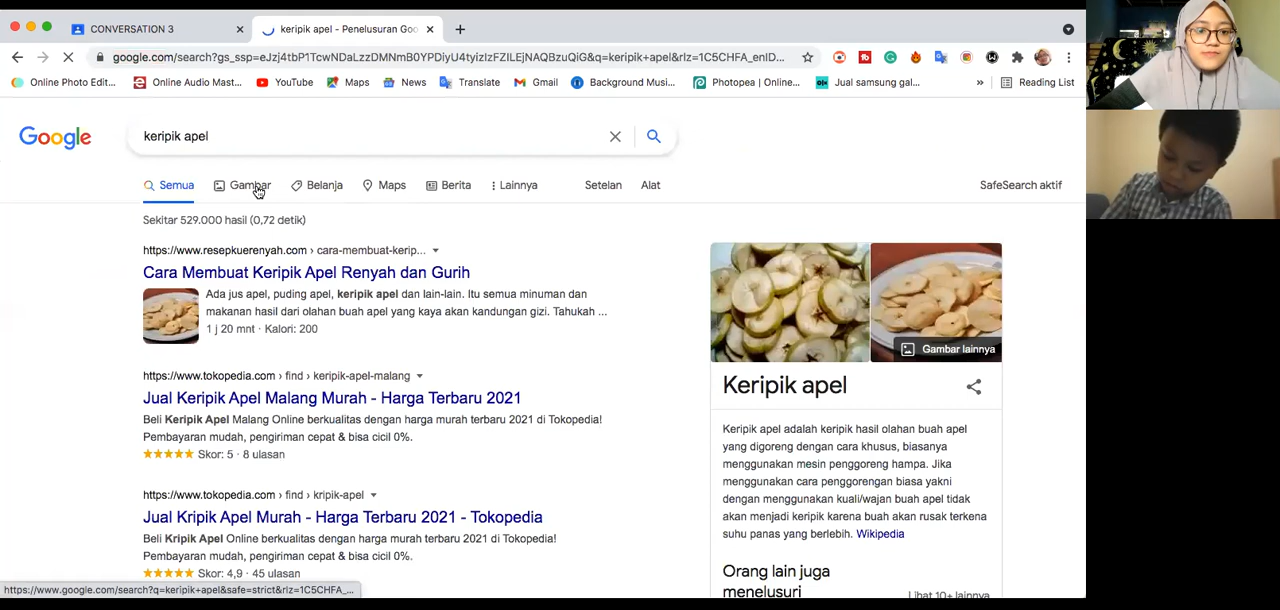 CONVERSATION 3
keripik apel - Penelusuran Goo
google.com/search?gs_ssp=eJzj4tbP1TcwNDaLzzDMNmB0YPDiyU4tyizIzFZILEjNAQBzuQiG&q=keripik+apel&rlz=1C5CHFA_enID...
Online Photo Edit... Online Audio Mast... YouTube Maps News Translate Gmail Background Musi... Photopea | Online... Jual samsung gal... » Reading List
Google
keripik apel
Semua Gambar Belanja Maps Berita Lainnya Setelan Alat SafeSearch aktif
Sekitar 529.000 hasil (0,72 detik)
https://www.resepkuerenyah.com › cara-membuat-kerip...
Cara Membuat Keripik Apel Renyah dan Gurih
Ada jus apel, puding apel, keripik apel dan lain-lain. Itu semua minuman dan
makanan hasil dari olahan buah apel yang kaya akan kandungan gizi. Tahukah ...
1 j 20 mnt · Kalori: 200
https://www.tokopedia.com › find › keripik-apel-malang
Jual Keripik Apel Malang Murah - Harga Terbaru 2021
Beli Keripik Apel Malang Online berkualitas dengan harga murah terbaru 2021 di Tokopedia!
Pembayaran mudah, pengiriman cepat & bisa cicil 0%.
Skor: 5 · 8 ulasan
https://www.tokopedia.com › find › kripik-apel
Jual Kripik Apel Murah - Harga Terbaru 2021 - Tokopedia
Beli Kripik Apel Online berkualitas dengan harga murah terbaru 2021 di Tokopedia!
Pembayaran mudah, pengiriman cepat & bisa cicil 0%.
Skor: 4,9 · 45 ulasan
https://www.google.com/search?q=keripik+apel&safe=strict&rlz=1C5CHFA_...
Gambar lainnya
Keripik apel
Keripik apel adalah keripik hasil olahan buah apel
yang digoreng dengan cara khusus, biasanya
menggunakan mesin penggoreng hampa. Jika
menggunakan cara penggorengan biasa yakni
dengan menggunakan kuali/wajan buah apel tidak
akan menjadi keripik karena buah akan rusak terkena
suhu panas yang berlebih. Wikipedia
Orang lain juga
menelusuri
Lihat 10+ lainnya